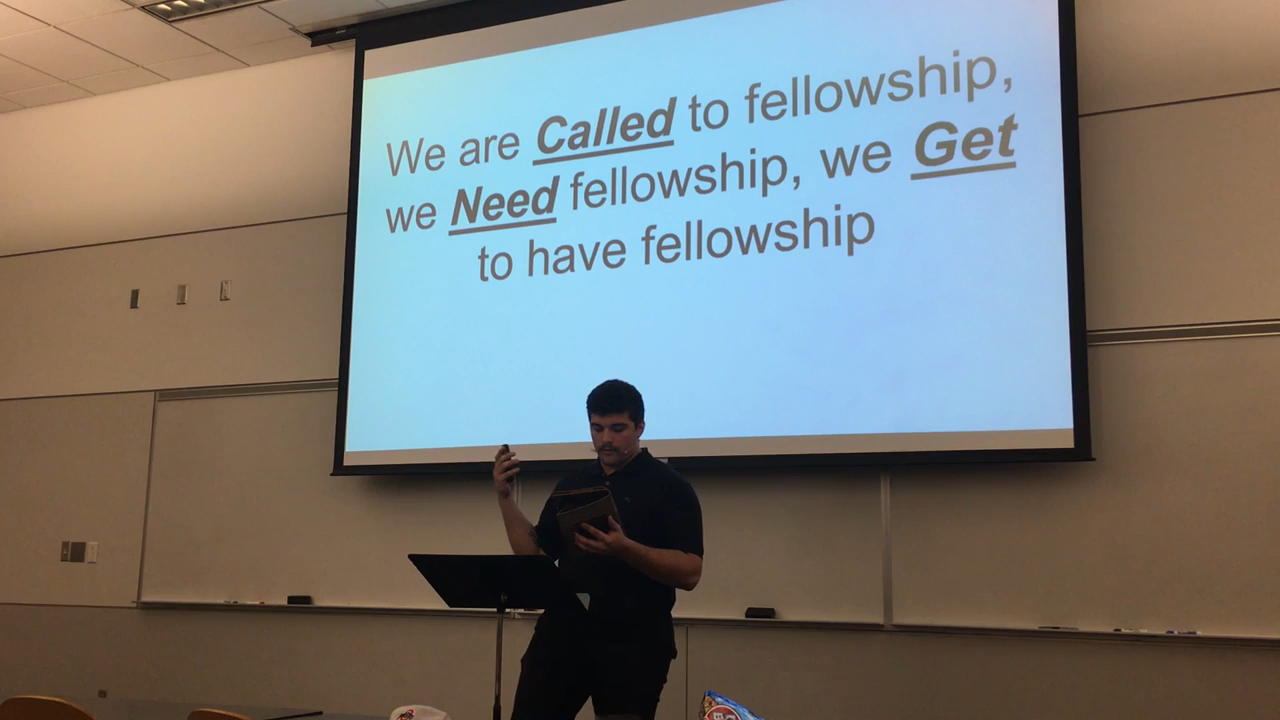 We are Called to fellowship,
we Need fellowship, we Get
to have fellowship